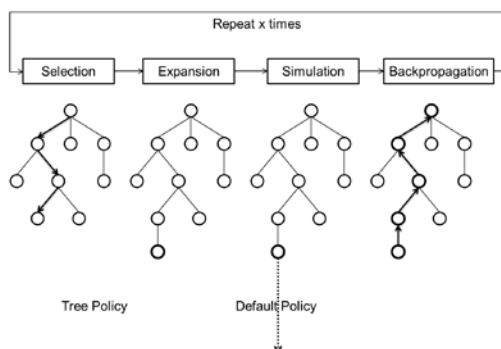 Repeat x times
Selection
Expansion
Simulation
Backpropagation
Tree Policy
Default Policy